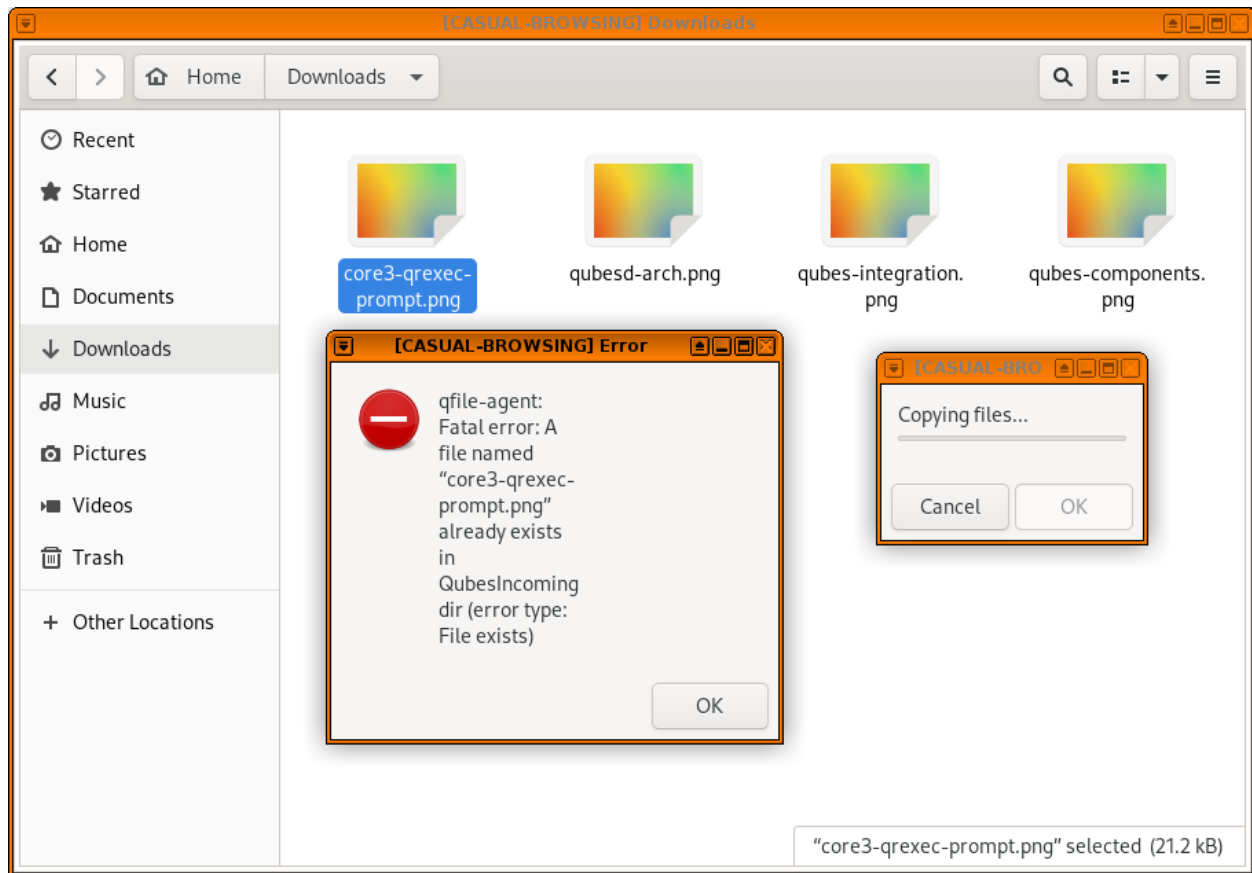 [CASUAL-BROWSING] Downloads
Home
Downloads
Recent
Starred
Home
Documents
Downloads
Music
Pictures
Videos
Trash
+ Other Locations
core3-qrexec-
prompt.png
qubesd-arch.png
qubes-integration.
png
qubes-components.
png
[CASUAL-BROWSING] Error
qfile-agent:
Fatal error: A
file named
“core3-qrexec-
prompt.png”
already exists
in
QubesIncoming
dir (error type:
File exists)
OK
[CASUAL-BRO
Copying files...
Cancel
OK
“core3-qrexec-prompt.png” selected (21.2 kB)